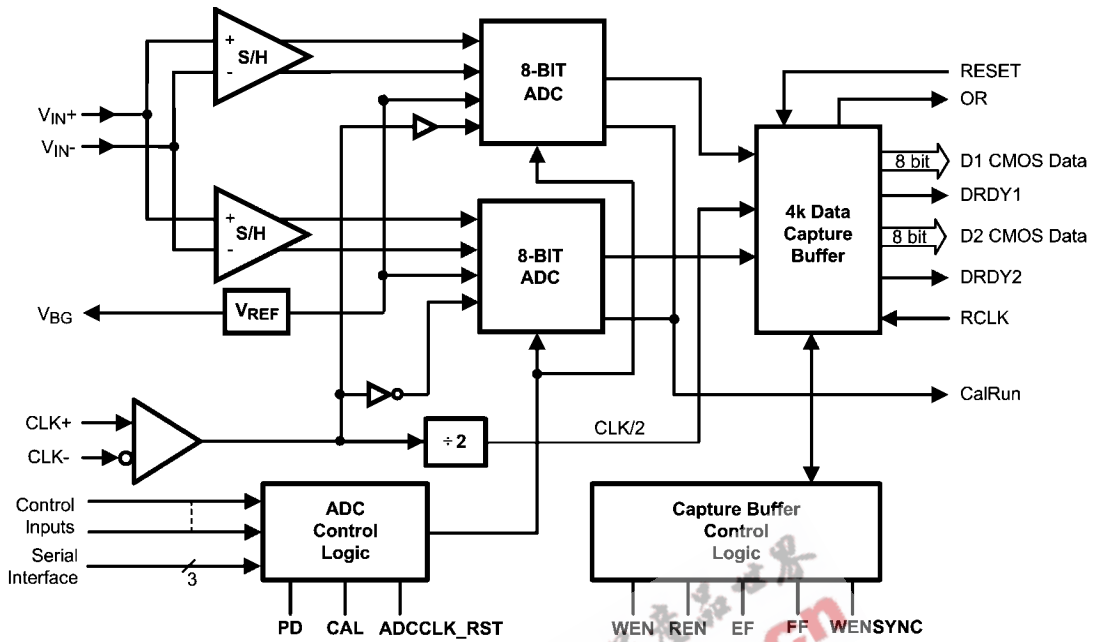 S/H
+
-
8-BIT
ADC
RESET
OR
VIN+
VIN-
8 bit
D1 CMOS Data
DRDY1
4k Data
Capture
Buffer
8 bit
D2 CMOS Data
DRDY2
S/H
+
-
8-BIT
ADC
VBG
VREF
RCLK
CalRun
CLK+
CLK-
÷ 2
CLK/2
Control
Inputs
Serial
Interface
3
ADC
Control
Logic
Capture Buffer
Control
Logic
PD CAL ADCCLK_RST
WEN REN EF FF WENSYNC